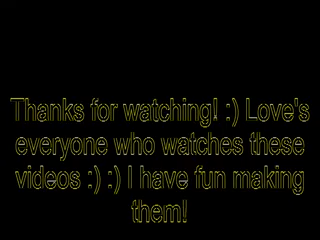 Thanks for watching! :) Love's
everyone who watches these
videos :) :) I have fun making
them!